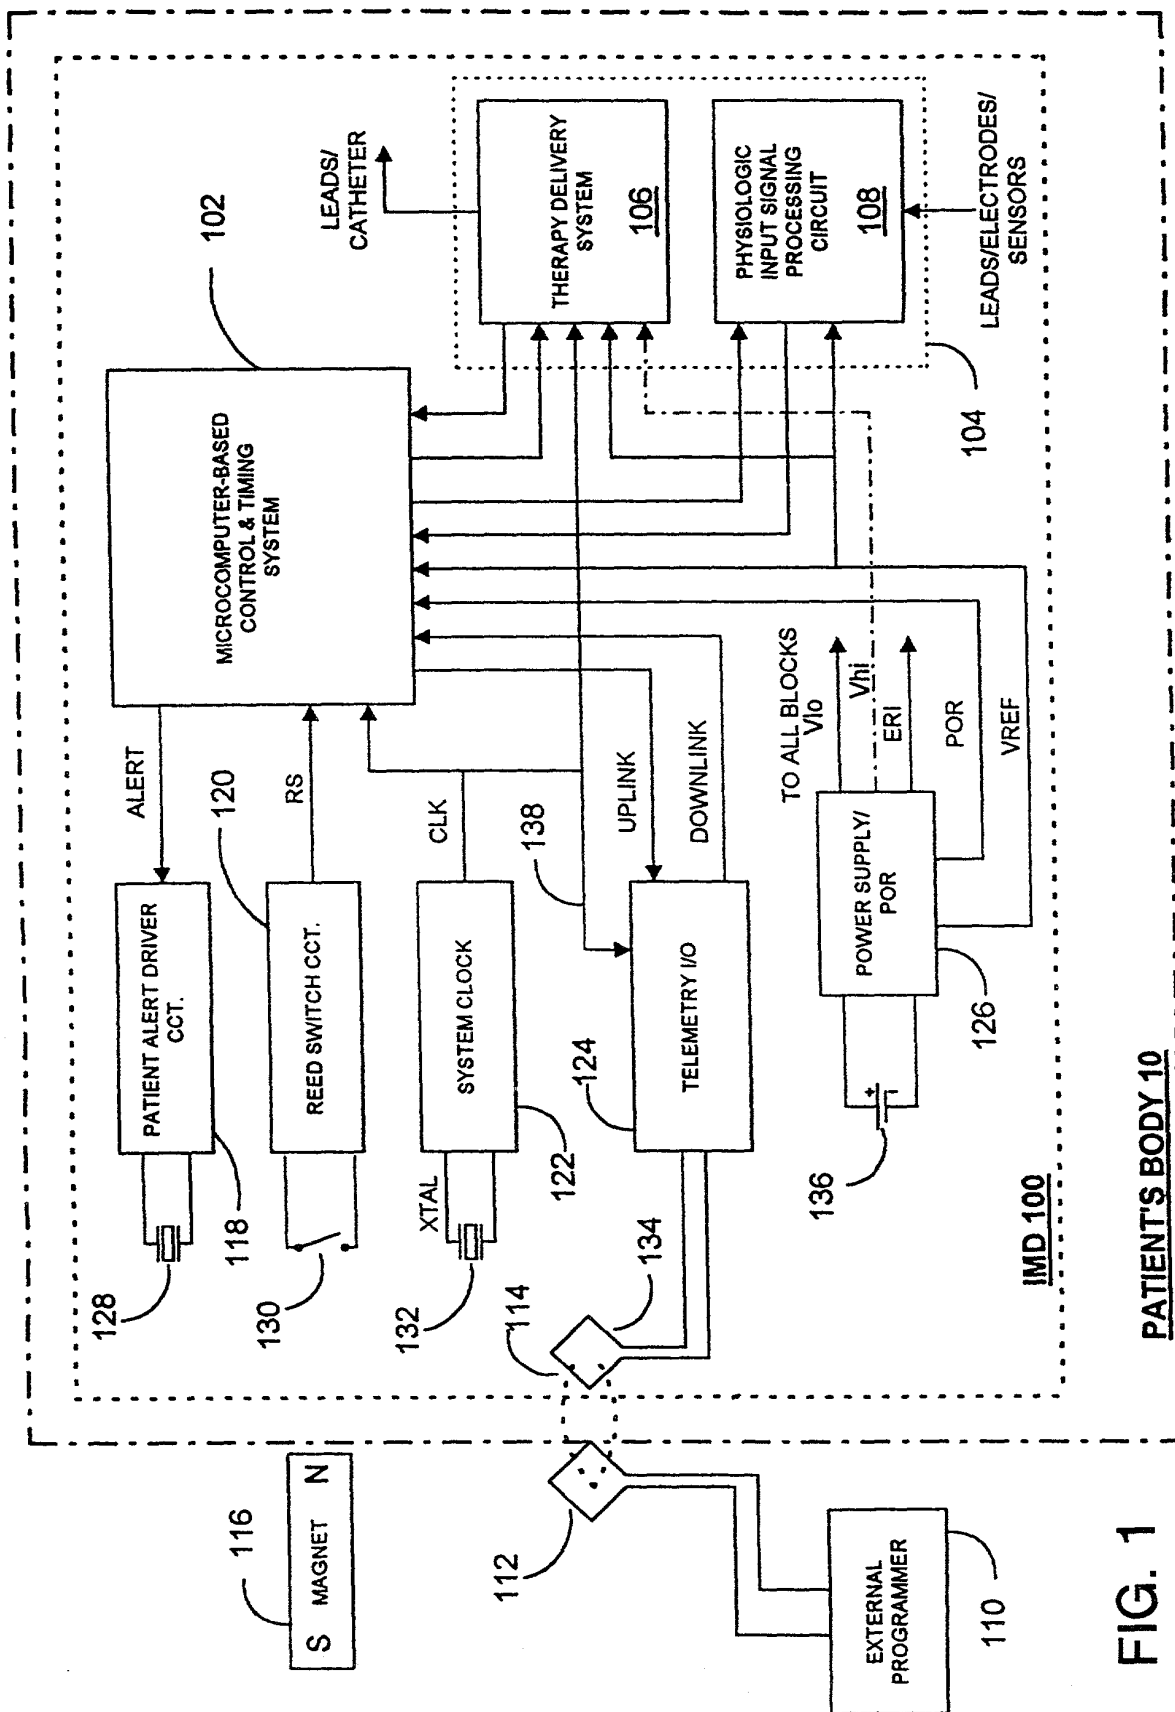 116
S MAGNET N
112
EXTERNAL
PROGRAMMER
110
FIG. 1
128
PATIENT ALERT DRIVER
CCT.
118
ALERT
130
REED SWITCH CCT.
120
RS
XTAL
132
SYSTEM CLOCK
122
CLK
138
114
134
TELEMETRY I/O
124
UPLINK
DOWNLINK
136
+
-
POWER SUPPLY/
POR
126
TO ALL BLOCKS
Vlo
Vhi
ERI
POR
VREF
MICROCOMPUTER-BASED
CONTROL & TIMING
SYSTEM
102
LEADS/
CATHETER
THERAPY DELIVERY
SYSTEM
106
PHYSIOLOGIC
INPUT SIGNAL
PROCESSING
CIRCUIT
108
LEADS/ELECTRODES/
SENSORS
104
IMD 100
PATIENT'S BODY 10